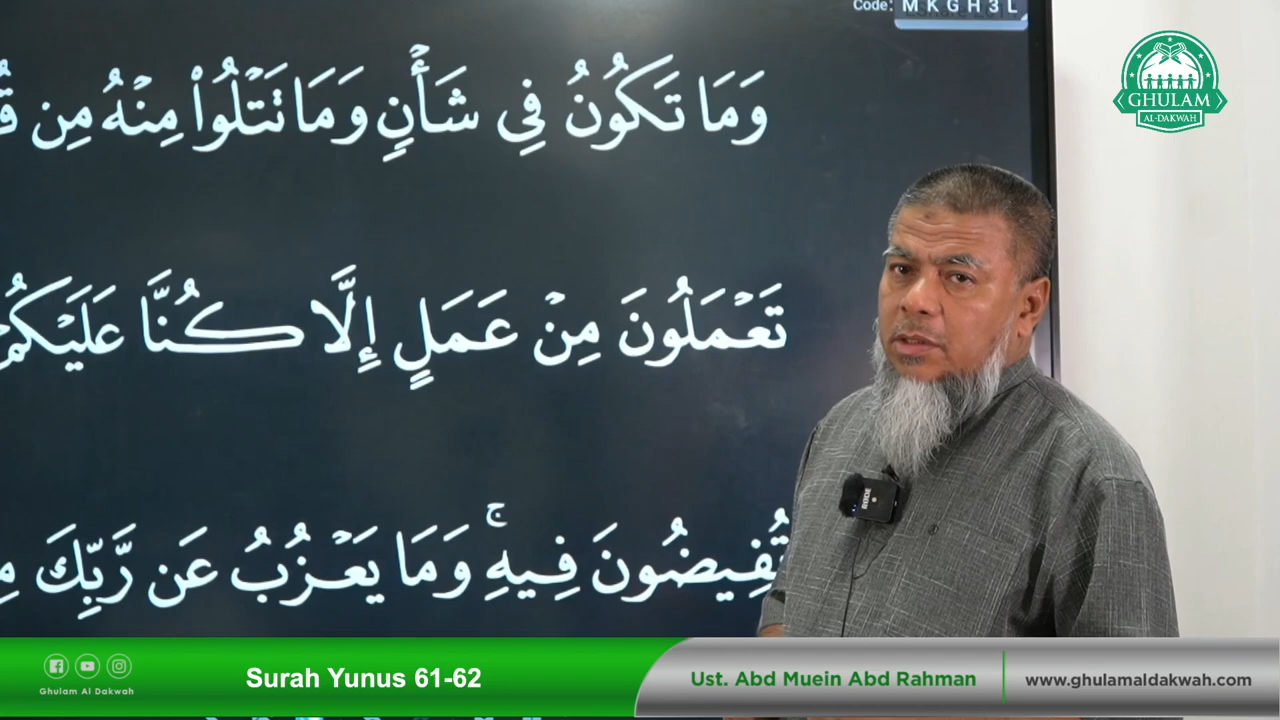 Code: MKGH3L
GHULAM
AL-DAKWAH
وَمَا تَكُونُ فِى شَأْنٍ وَمَا تَتْلُوا۟ مِنْهُ مِن
تَعْمَلُونَ مِنْ عَمَلٍ إِلَّا كُنَّا عَلَيْكُمْ
تُفِيضُونَ فِيهِ ۚ وَمَا يَعْزُبُ عَن رَّبِّكَ
RODE
Ghulam Al Dakwah
Surah Yunus 61-62
Ust. Abd Muein Abd Rahman
www.ghulamaldakwah.com